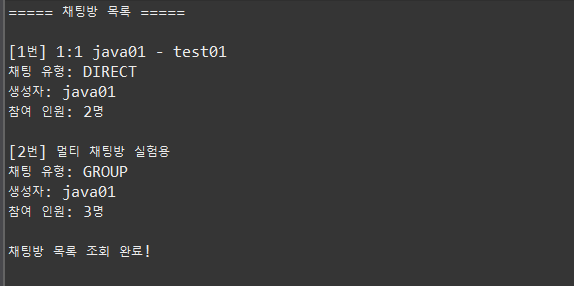 ===== 채팅방 목록 =====
[1번] 1:1 java01 - test01
채팅 유형: DIRECT
생성자: java01
참여 인원: 2명
[2번] 멀티 채팅방 실험용
채팅 유형: GROUP
생성자: java01
참여 인원: 3명
채팅방 목록 조회 완료!